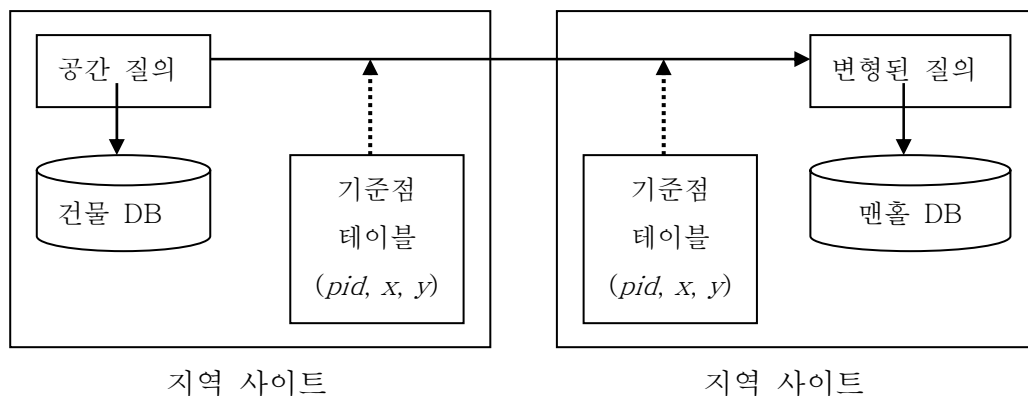 공간 질의
변형된 질의
건물 DB
기준점
테이블
(pid, x, y)
기준점
테이블
(pid, x, y)
맨홀 DB
지역 사이트
지역 사이트